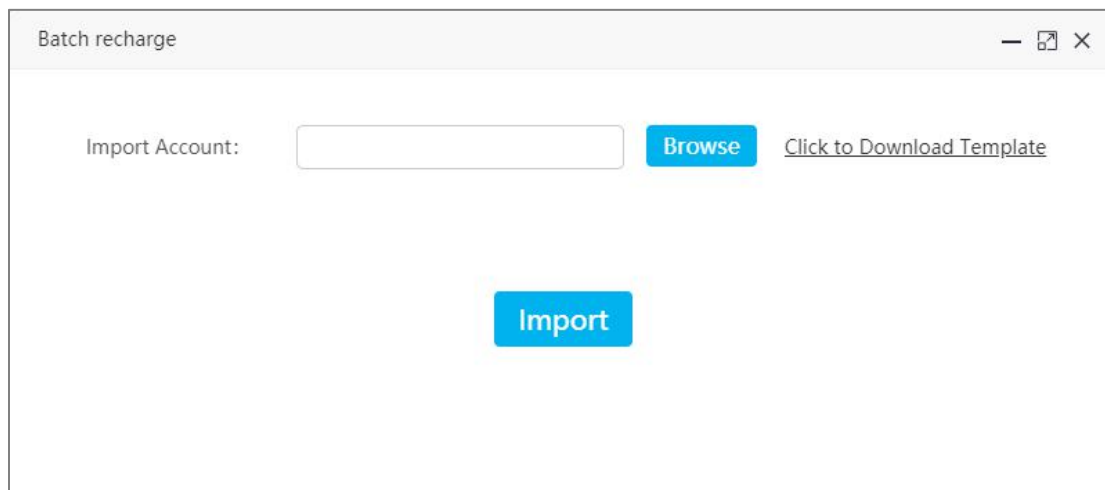 Batch recharge
Import Account:
Browse
Click to Download Template
Import